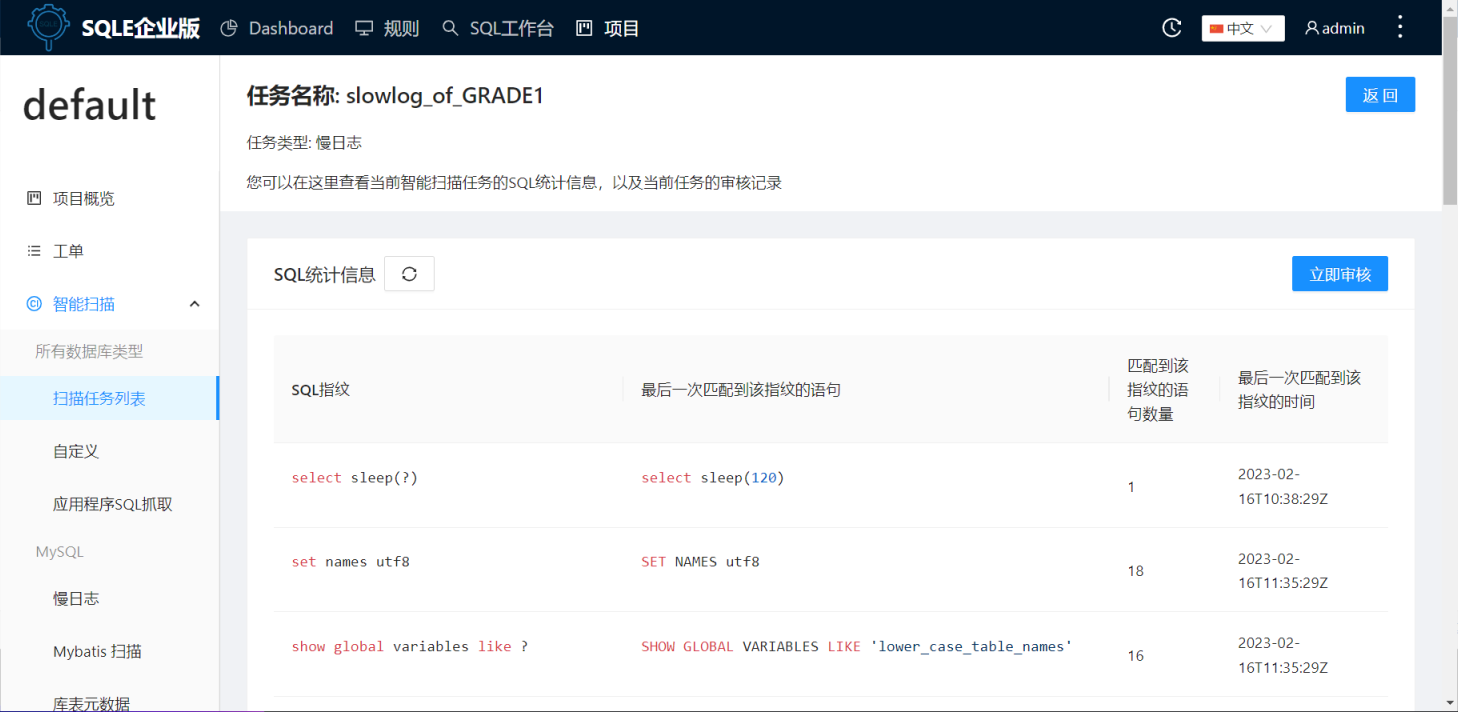 SQLE企业版 Dashboard 规则 SQL工作台 项目 中文 admin
default
项目概览
工单
智能扫描
所有数据库类型
扫描任务列表
自定义
应用程序SQL抓取
MySQL
慢日志
Mybatis 扫描
库表元数据
任务名称: slowlog_of_GRADE1
返 回
任务类型: 慢日志
您可以在这里查看当前智能扫描任务的SQL统计信息，以及当前任务的审核记录
SQL统计信息
立即审核
SQL指纹
最后一次匹配到该指纹的语句
匹配到该
指纹的语
句数量
最后一次匹配到该
指纹的时间
select sleep(?)
select sleep(120)
1
2023-02-
16T10:38:29Z
set names utf8
SET NAMES utf8
18
2023-02-
16T11:35:29Z
show global variables like ?
SHOW GLOBAL VARIABLES LIKE 'lower_case_table_names'
16
2023-02-
16T11:35:29Z